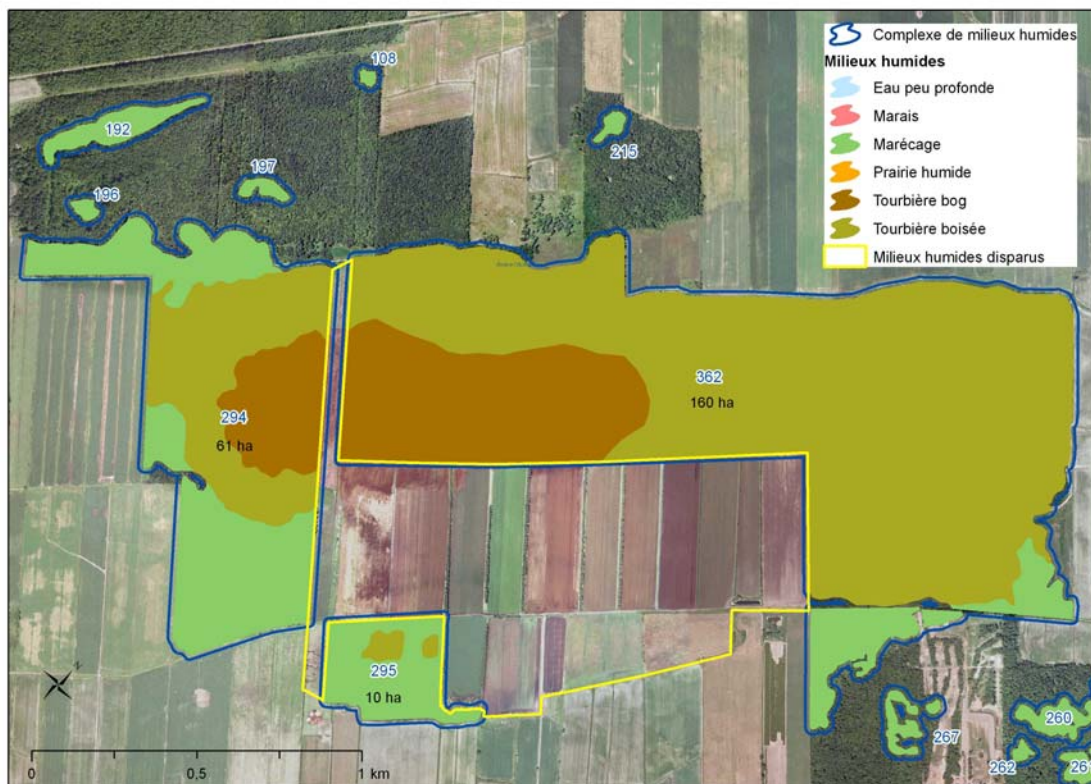 Complexe de milieux humides
Milieux humides
Eau peu profonde
Marais
Marécage
Prairie humide
Tourbière bog
Tourbière boisée
Milieux humides disparus
108
192
215
197
196
362
160 ha
294
61 ha
295
10 ha
267
260
262
26
N
0
0,5
1 km